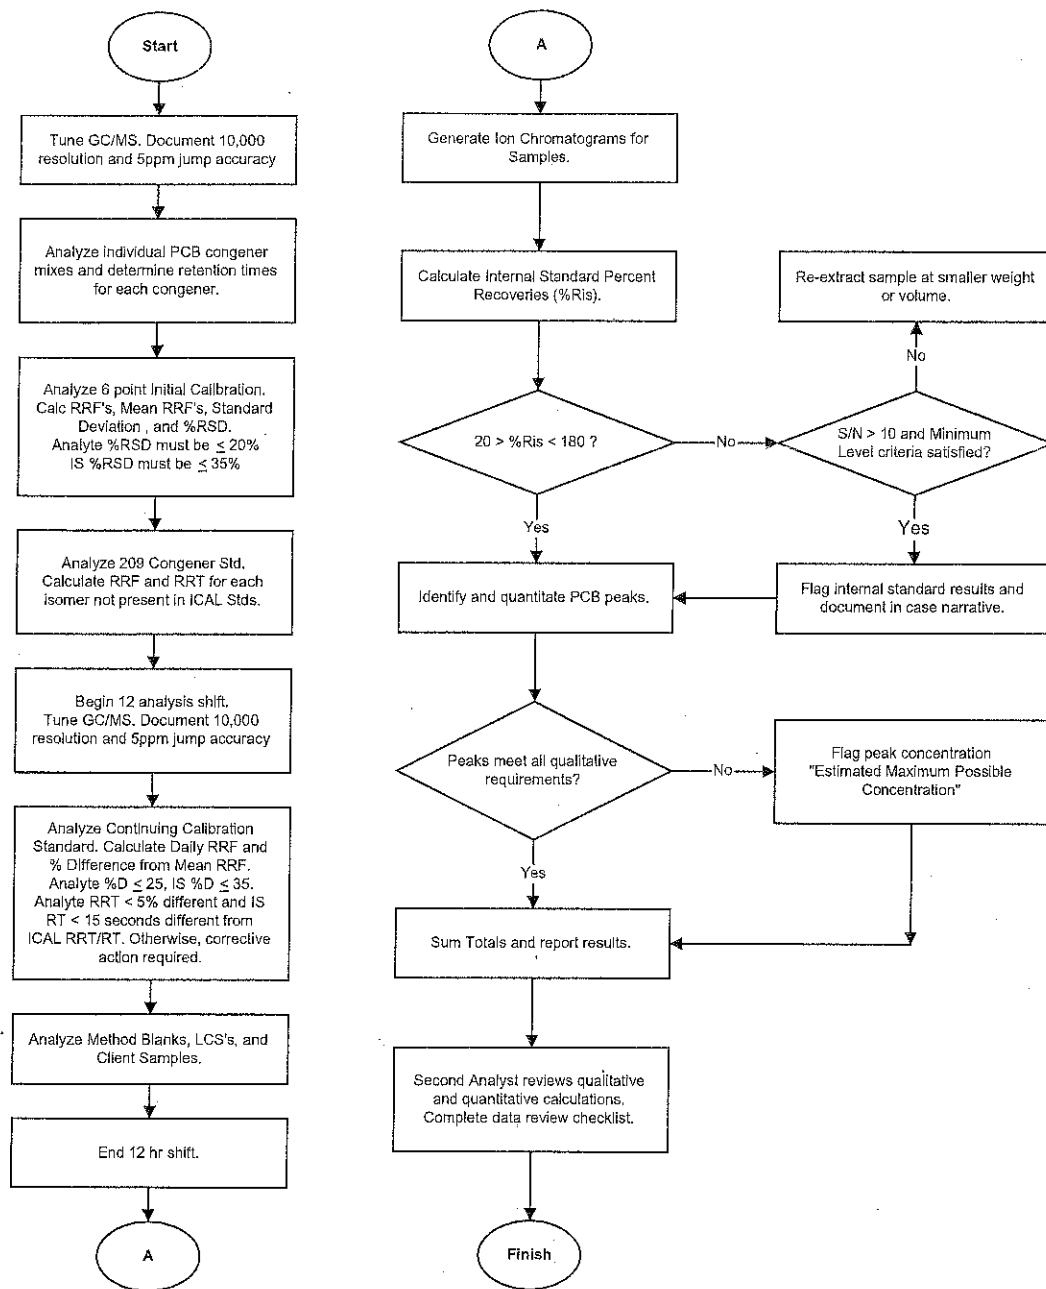 Start
Tune GC/MS. Document 10,000
resolution and 5ppm jump accuracy
Analyze individual PCB congener
mixes and determine retention times
for each congener.
Analyze 6 point Initial Calibration.
Calc RRF's, Mean RRF's, Standard
Deviation , and %RSD.
Analyte %RSD must be ≤ 20%
IS %RSD must be ≤ 35%
Analyze 209 Congener Std.
Calculate RRF and RRT for each
isomer not present in ICAL Stds.
Begin 12 analysis shift.
Tune GC/MS. Document 10,000
resolution and 5ppm jump accuracy
Analyze Continuing Calibration
Standard. Calculate Daily RRF and
% Difference from Mean RRF.
Analyte %D ≤ 25, IS %D ≤ 35.
Analyte RRT < 5% different and IS
RT < 15 seconds different from
ICAL RRT/RT. Otherwise, corrective
action required.
Analyze Method Blanks, LCS's, and
Client Samples.
End 12 hr shift.
A
A
Generate Ion Chromatograms for
Samples.
Calculate Internal Standard Percent
Recoveries (%Ris).
20 > %Ris < 180 ?
No
S/N > 10 and Minimum
Level criteria satisfied?
No
Re-extract sample at smaller weight
or volume.
Yes
Flag internal standard results and
document in case narrative.
Yes
Identify and quantitate PCB peaks.
Peaks meet all qualitative
requirements?
No
Flag peak concentration
"Estimated Maximum Possible
Concentration"
Yes
Sum Totals and report results.
Second Analyst reviews qualitative
and quantitative calculations.
Complete data review checklist.
Finish